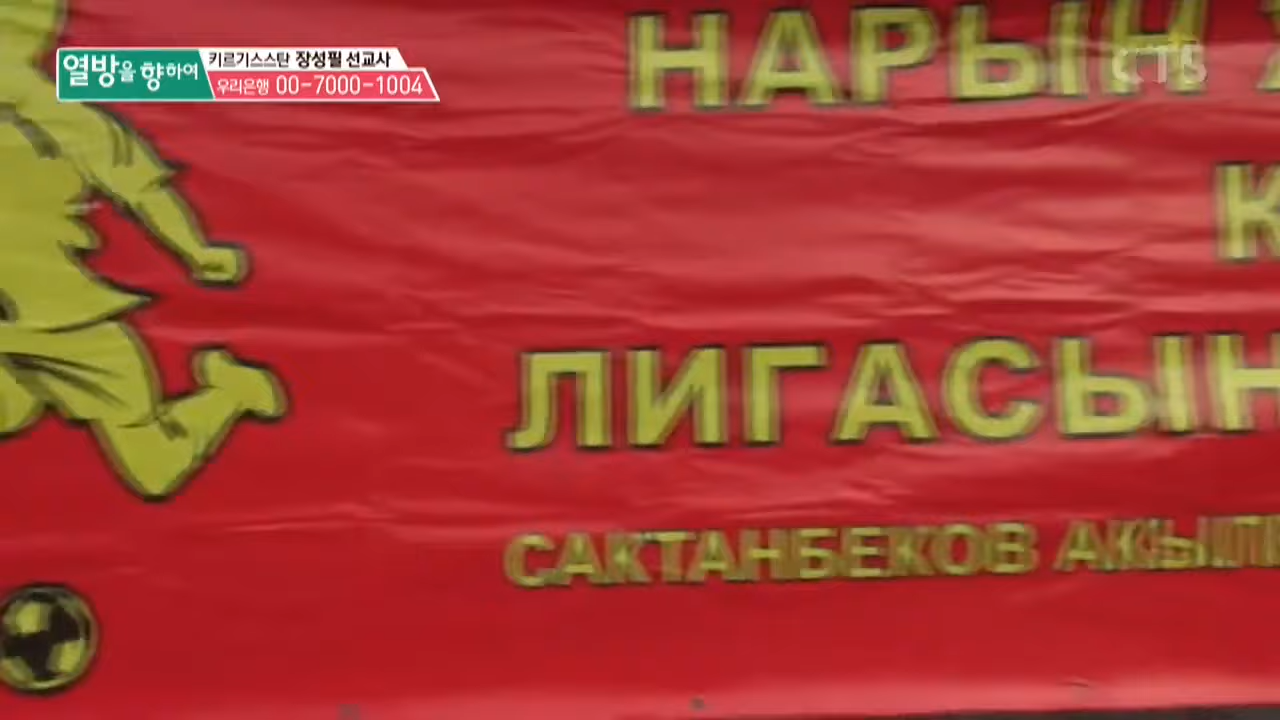 열방을 향하여
키르기스스탄 장성필 선교사
우리은행 00-7000-1004
CTS
НАРЫН
ЛИГАСЫН
САКТАНБЕКОВ